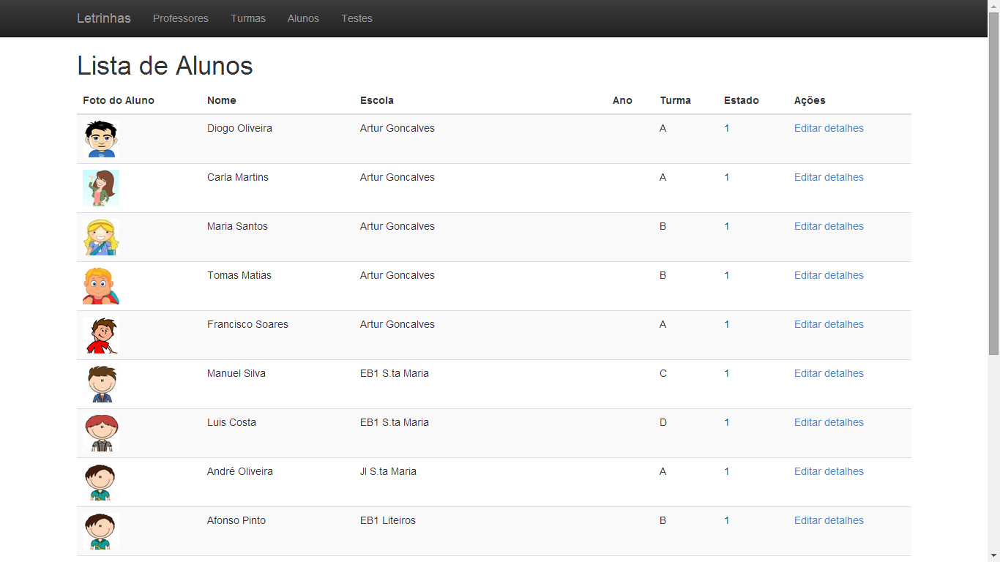 Letrinhas Professores Turmas Alunos Testes
Lista de Alunos
Foto do Aluno Nome Escola Ano Turma Estado Ações
Diogo Oliveira Artur Goncalves A 1 Editar detalhes
Carla Martins Artur Goncalves A 1 Editar detalhes
Maria Santos Artur Goncalves B 1 Editar detalhes
Tomas Matias Artur Goncalves B 1 Editar detalhes
Francisco Soares Artur Goncalves A 1 Editar detalhes
Manuel Silva EB1 S.ta Maria C 1 Editar detalhes
Luis Costa EB1 S.ta Maria D 1 Editar detalhes
André Oliveira JI S.ta Maria A 1 Editar detalhes
Afonso Pinto EB1 Liteiros B 1 Editar detalhes